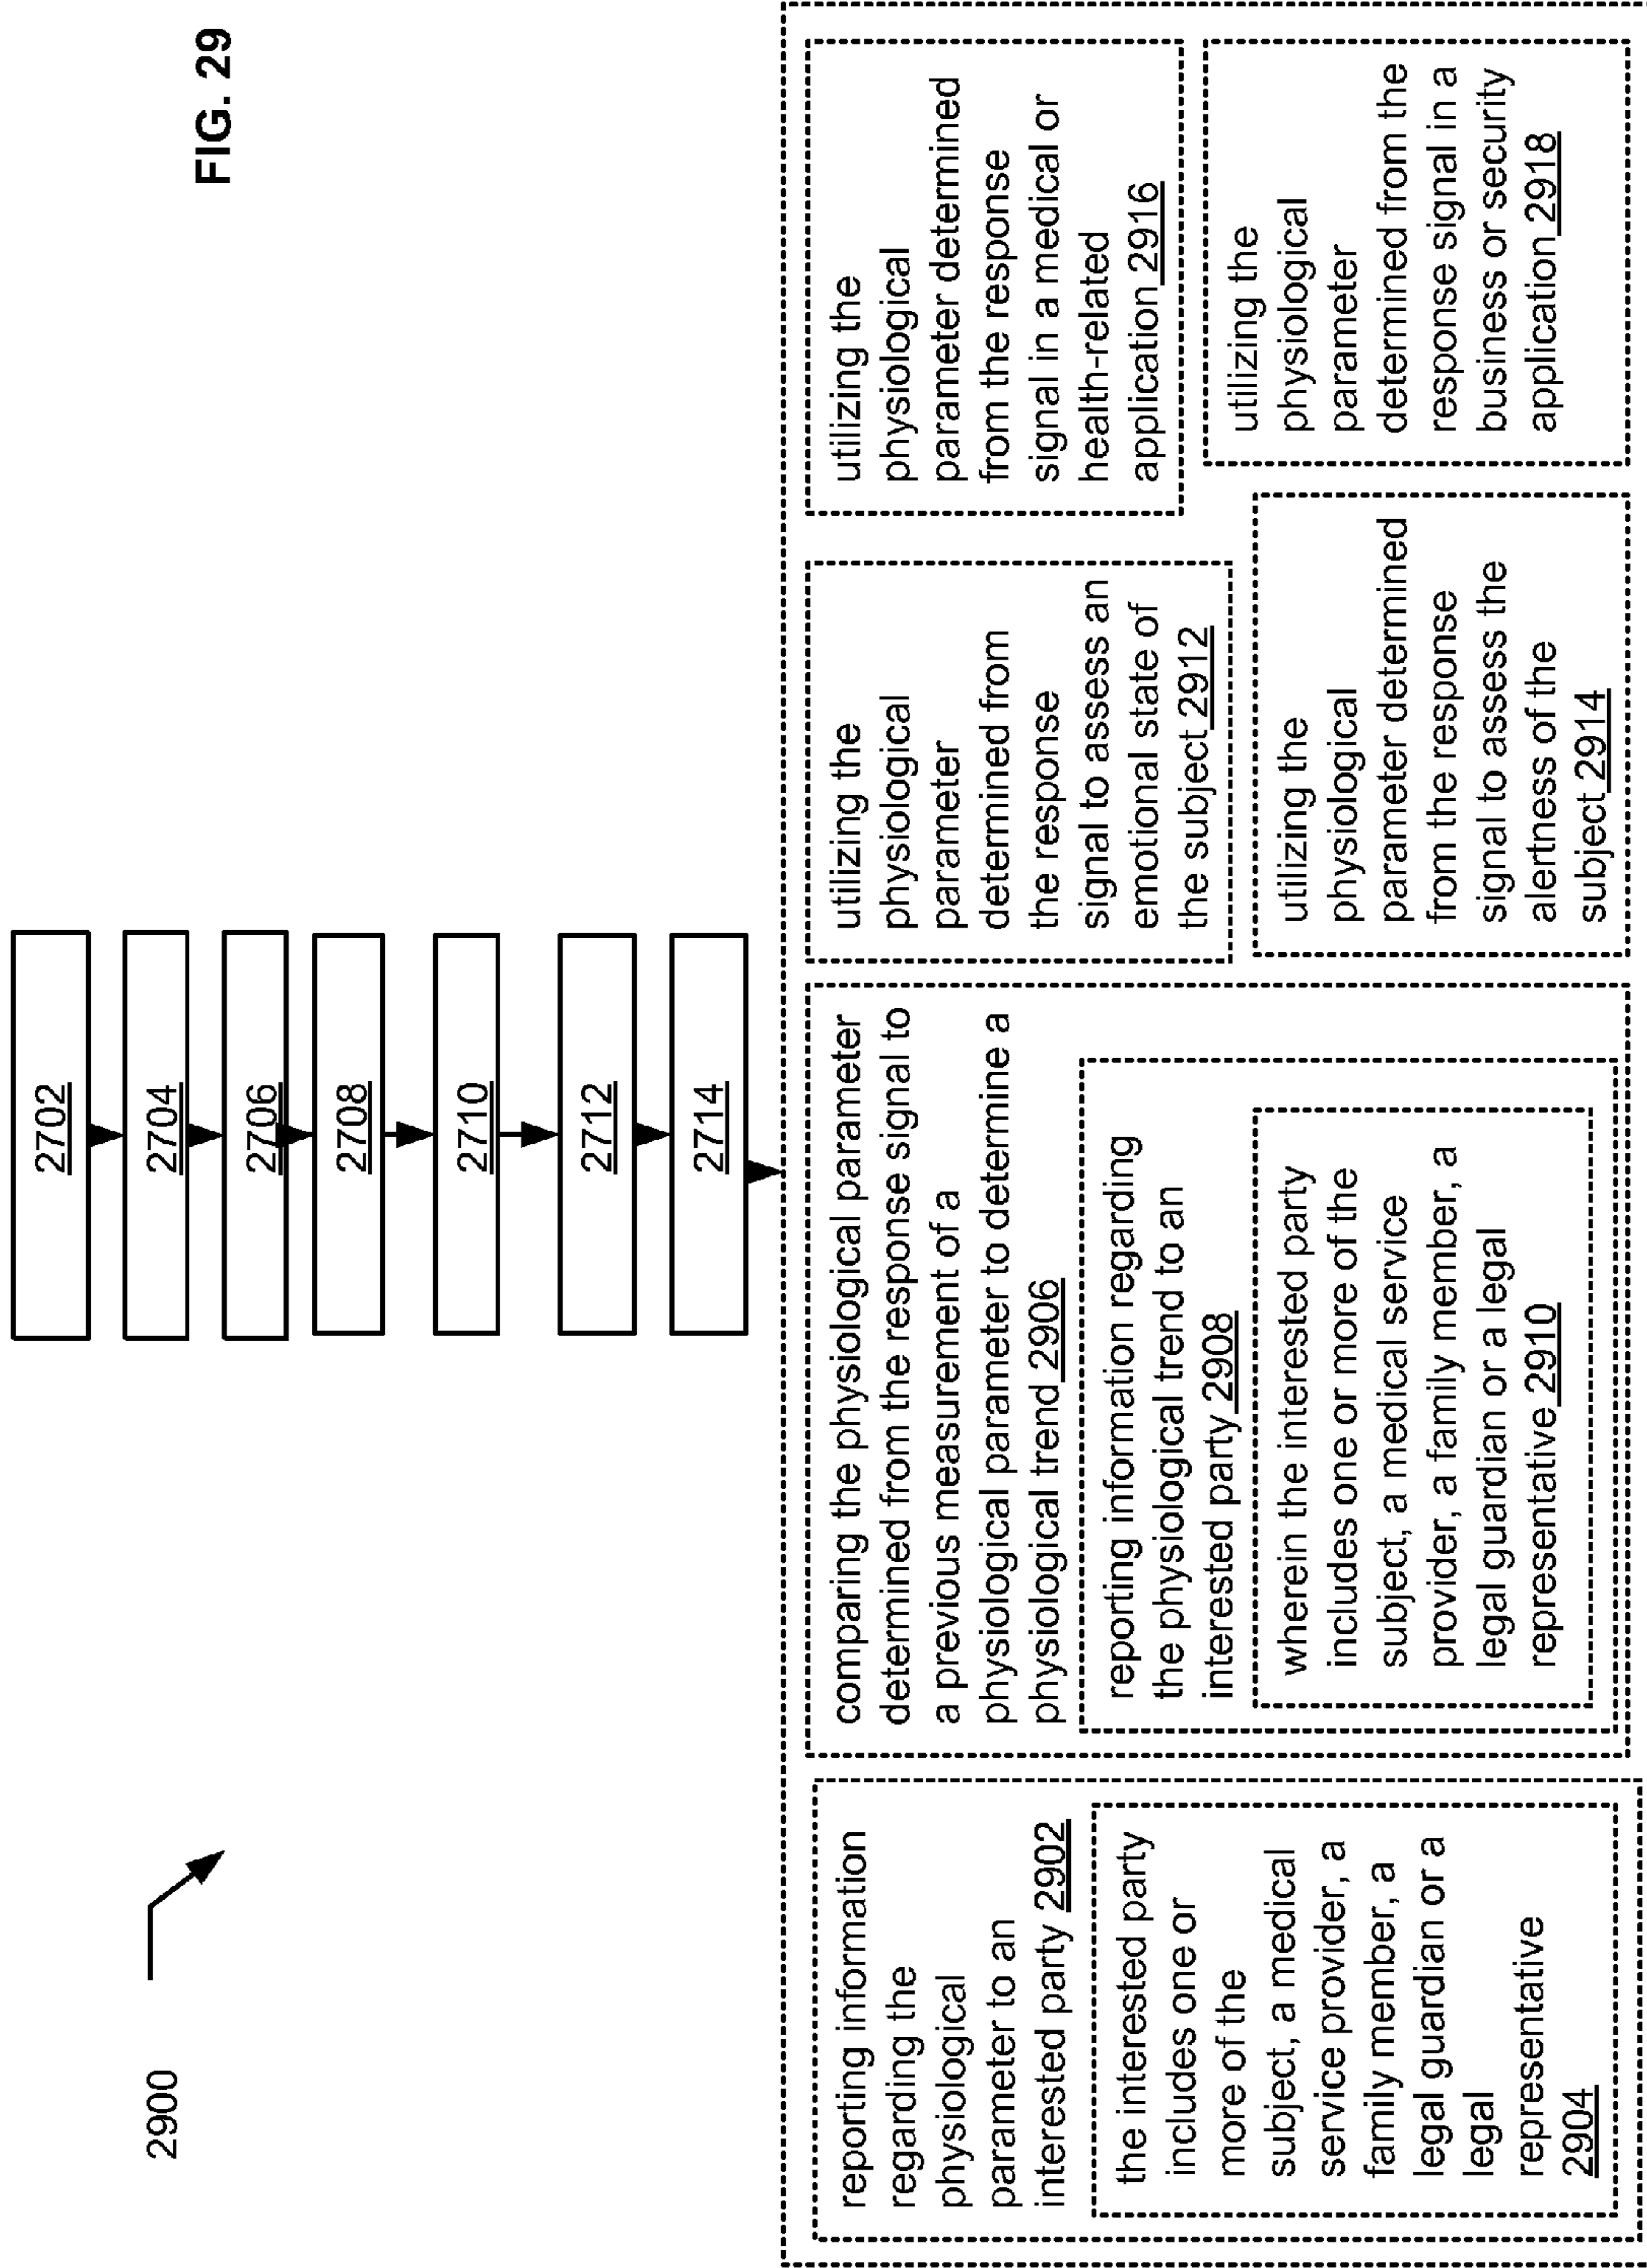 FIG. 29
2900
2702
2704
2706
2708
2710
2712
2714
reporting information
regarding the
physiological
parameter to an
interested party 2902
the interested party
includes one or
more of the
subject, a medical
service provider, a
family member, a
legal guardian or a
legal
representative
2904
comparing the physiological parameter
determined from the response signal to
a previous measurement of a
physiological parameter to determine a
physiological trend 2906
reporting information regarding
the physiological trend to an
interested party 2908
wherein the interested party
includes one or more of the
subject, a medical service
provider, a family member, a
legal guardian or a legal
representative 2910
utilizing the
physiological
parameter
determined from
the response
signal to assess an
emotional state of
the subject 2912
utilizing the
physiological
parameter determined
from the response
signal to assess the
alertness of the
subject 2914
utilizing the
physiological
parameter determined
from the response
signal in a medical or
health-related
application 2916
utilizing the
physiological
parameter
determined from the
response signal in a
business or security
application 2918